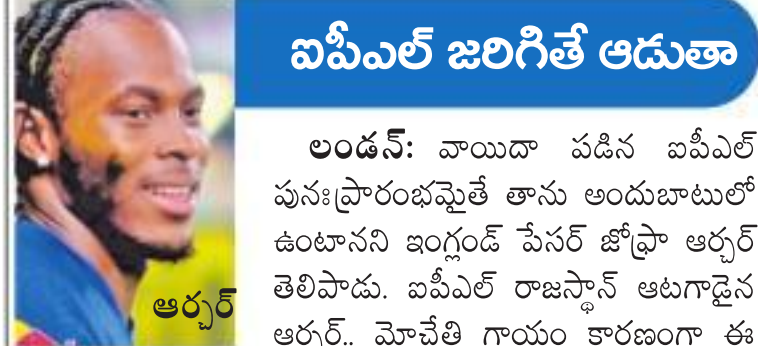 ఐపీఎల్ జరిగితే ఆడుతా
లండన్: వాయిదా పడిన ఐపీఎల్
పునఃప్రారంభమైతే తాను అందుబాటులో
ఉంటానని ఇంగ్లండ్ పేసర్ జోఫ్రా ఆర్చర్
తెలిపాడు. ఐపీఎల్ రాజస్థాన్ ఆటగాడైన
ఆర్చర్.. మోచేతి గాయం కారణంగా ఈ
ఆర్చర్